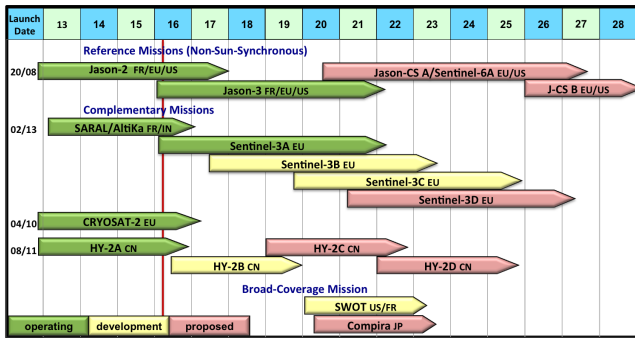 Launch Date 13 14 15 16 17 18 19 20 21 22 23 24 25 26 27 28
Reference Missions (Non-Sun-Synchronous)
20/08 Jason-2 FR/EU/US Jason-CS A/Sentinel-6A EU/US
Jason-3 FR/EU/US J-CS B EU/US
Complementary Missions
02/13 SARAL/AltiKa FR/IN
Sentinel-3A EU
Sentinel-3B EU
Sentinel-3C EU
Sentinel-3D EU
04/10 CRYOSAT-2 EU
08/11 HY-2A CN HY-2C CN
HY-2B CN HY-2D CN
Broad-Coverage Mission
SWOT US/FR
operating development proposed Compira JP